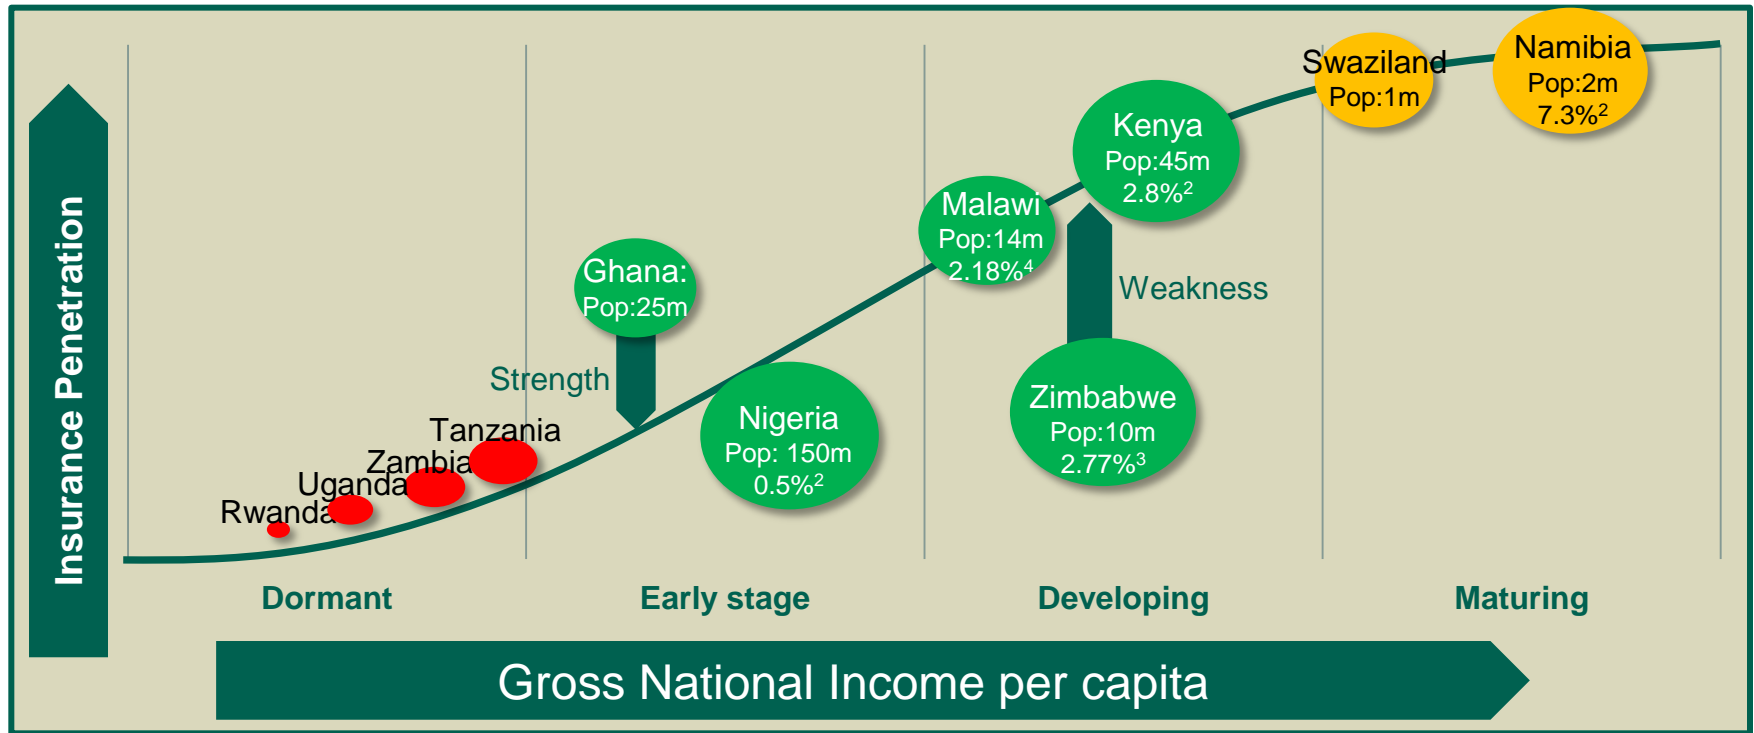 Insurance Penetration
Rwanda
Uganda
Zambia
Tanzania
Strength
Ghana:
Pop:25m
Nigeria
Pop: 150m
0.5%²
Malawi
Pop:14m
2.18%⁴
Kenya
Pop:45m
2.8%²
Weakness
Zimbabwe
Pop:10m
2.77%³
Swaziland
Pop:1m
Namibia
Pop:2m
7.3%²
Dormant
Early stage
Developing
Maturing
Gross National Income per capita